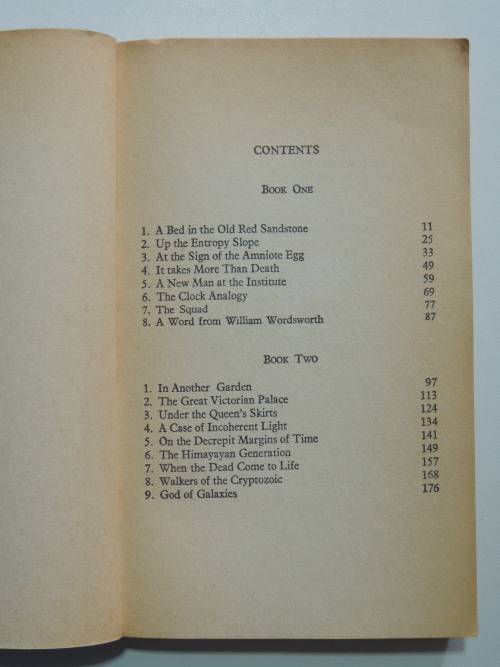 CONTENTS
Book One
1. A Bed in the Old Red Sandstone 11
2. Up the Entropy Slope 25
3. At the Sign of the Amniote Egg 33
4. It takes More Than Death 49
5. A New Man at the Institute 59
6. The Clock Analogy 69
7. The Squad 77
8. A Word from William Wordsworth 87
Book Two
1. In Another Garden 97
2. The Great Victorian Palace 113
3. Under the Queen's Skirts 124
4. A Case of Incoherent Light 134
5. On the Decrepit Margins of Time 141
6. The Himayayan Generation 149
7. When the Dead Come to Life 157
8. Walkers of the Cryptozoic 168
9. God of Galaxies 176